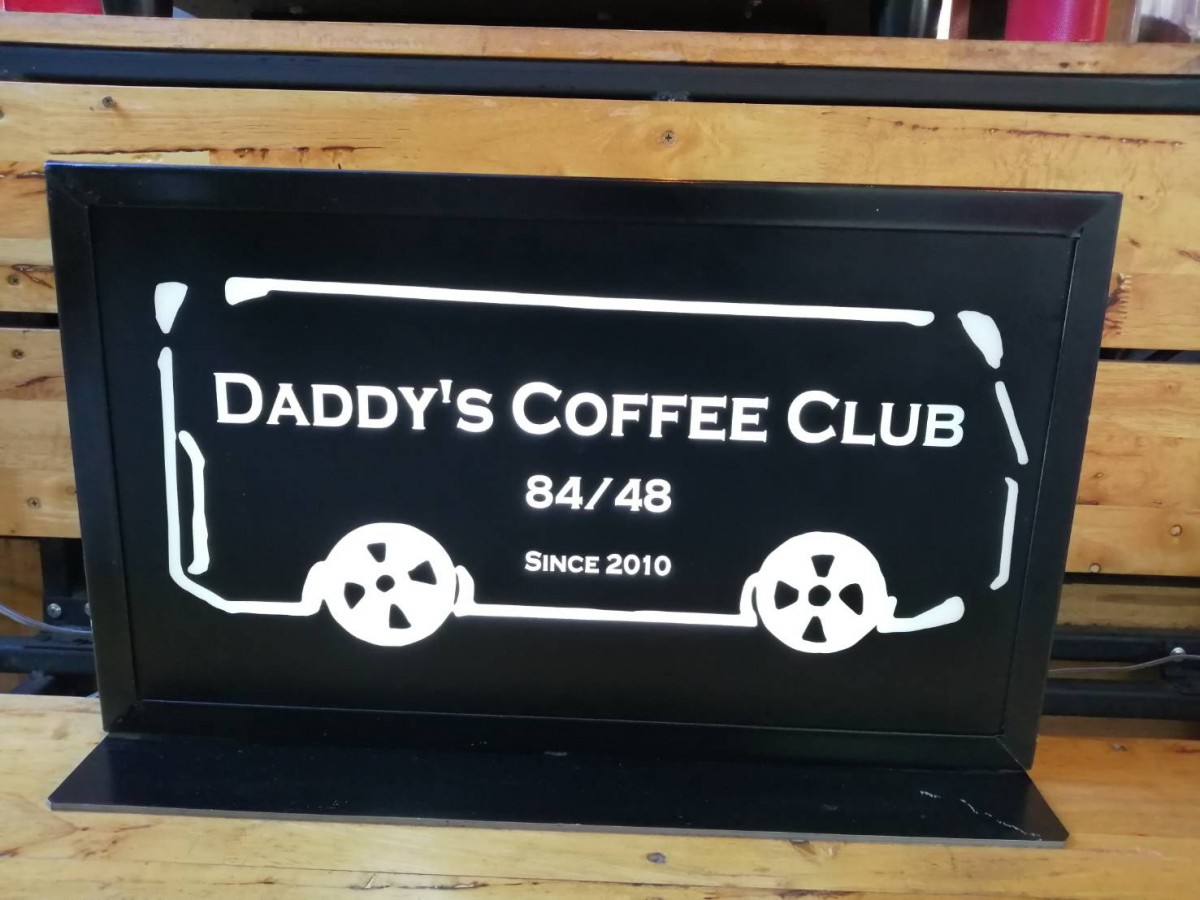 Daddy's Coffee Club
84/48
Since 2010